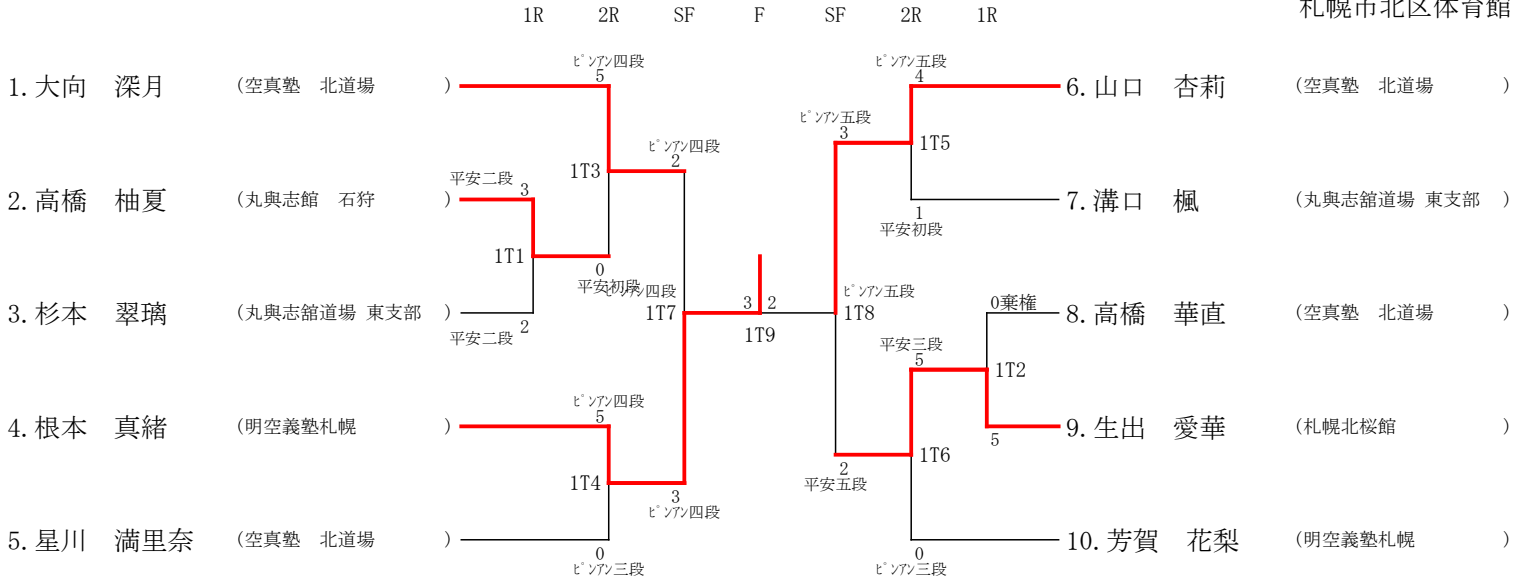 札幌市北区体育館
1R 2R SF F SF 2R 1R
ﾋﾟﾝｱﾝ四段 ﾋﾟﾝｱﾝ五段
5 4
1. 大向 深月 (空真塾 北道場 ) 6. 山口 杏莉 (空真塾 北道場 )
ﾋﾟﾝｱﾝ五段
3
1T5
ﾋﾟﾝｱﾝ四段
2
1T3
平安二段 3
2. 高橋 柚夏 (丸與志館 石狩 ) 7. 溝口 楓 (丸與志舘道場 東支部 )
1
平安初段
1T1
0
平安初段
ﾋﾟﾝｱﾝ四段 ﾋﾟﾝｱﾝ五段
3 2 0棄権
3. 杉本 翠璃 (丸與志舘道場 東支部 ) 1T7 1T8 8. 高橋 華直 (空真塾 北道場 )
平安二段 2
1T9
平安三段
5
1T2
ﾋﾟﾝｱﾝ四段
5
4. 根本 真緒 (明空義塾札幌 ) 9. 生出 愛華 (札幌北桜館 )
5
1T6
2
平安五段
1T4
3
ﾋﾟﾝｱﾝ四段
5. 星川 満里奈 (空真塾 北道場 ) 10. 芳賀 花梨 (明空義塾札幌 )
0 0
ﾋﾟﾝｱﾝ三段 ﾋﾟﾝｱﾝ三段